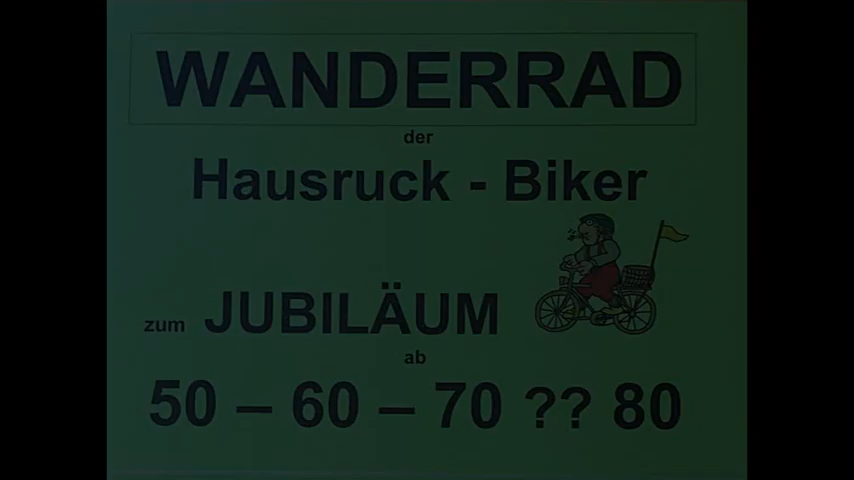 WANDERRAD
der
Hausruck - Biker
zum JUBILÄUM
ab
50 – 60 – 70 ?? 80